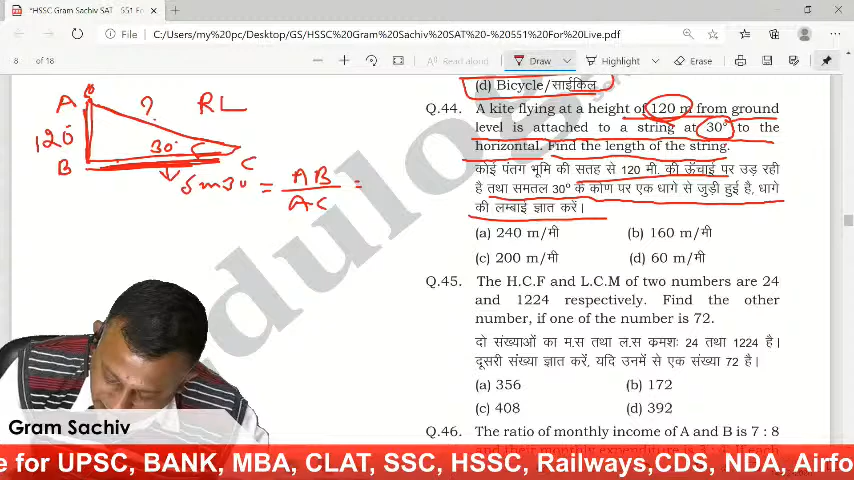 *HSSC Gram Sachiv SAT - 551 Fo
File
C:/Users/my pc/Desktop/GS/HSSC%20Gram%20Sachiv%20SAT%20-%20551%20For%20Live.pdf
8 of 18
Read aloud
Draw
Highlight
Erase
(d) Bicycle/साईकिल
Q.44 A kite flying at a height of 120 m from ground
level is attached to a string at 30° to the
horizontal. Find the length of the string.
कोई पंतग भूमि की सतह से 120 मी. की ऊँचाई पर उड़ रही
है तथा समतल 30° के कोण पर एक धागे से जुड़ी हुई है, धागे
की लम्बाई ज्ञात करें।
(a) 240 m/मी (b) 160 m/मी
(c) 200 m/मी (d) 60 m/मी
Q.45 The H.C.F and L.C.M of two numbers are 24
and 1224 respectively. Find the other
number, if one of the number is 72.
दो संख्याओं का म.स तथा ल.स कमशः 24 तथा 1224 है।
दूसरी संख्या ज्ञात करें, यदि उनमें से एक संख्या 72 है।
(a) 356 (b) 172
(c) 408 (d) 392
Q.46 The ratio of monthly income of A and B is 7 : 8
A ? RL
120
30°
B C
Sin 30 = AB
AC =
Gram Sachiv
e for UPSC, BANK, MBA, CLAT, SSC, HSSC, Railways,CDS, NDA, Airfo